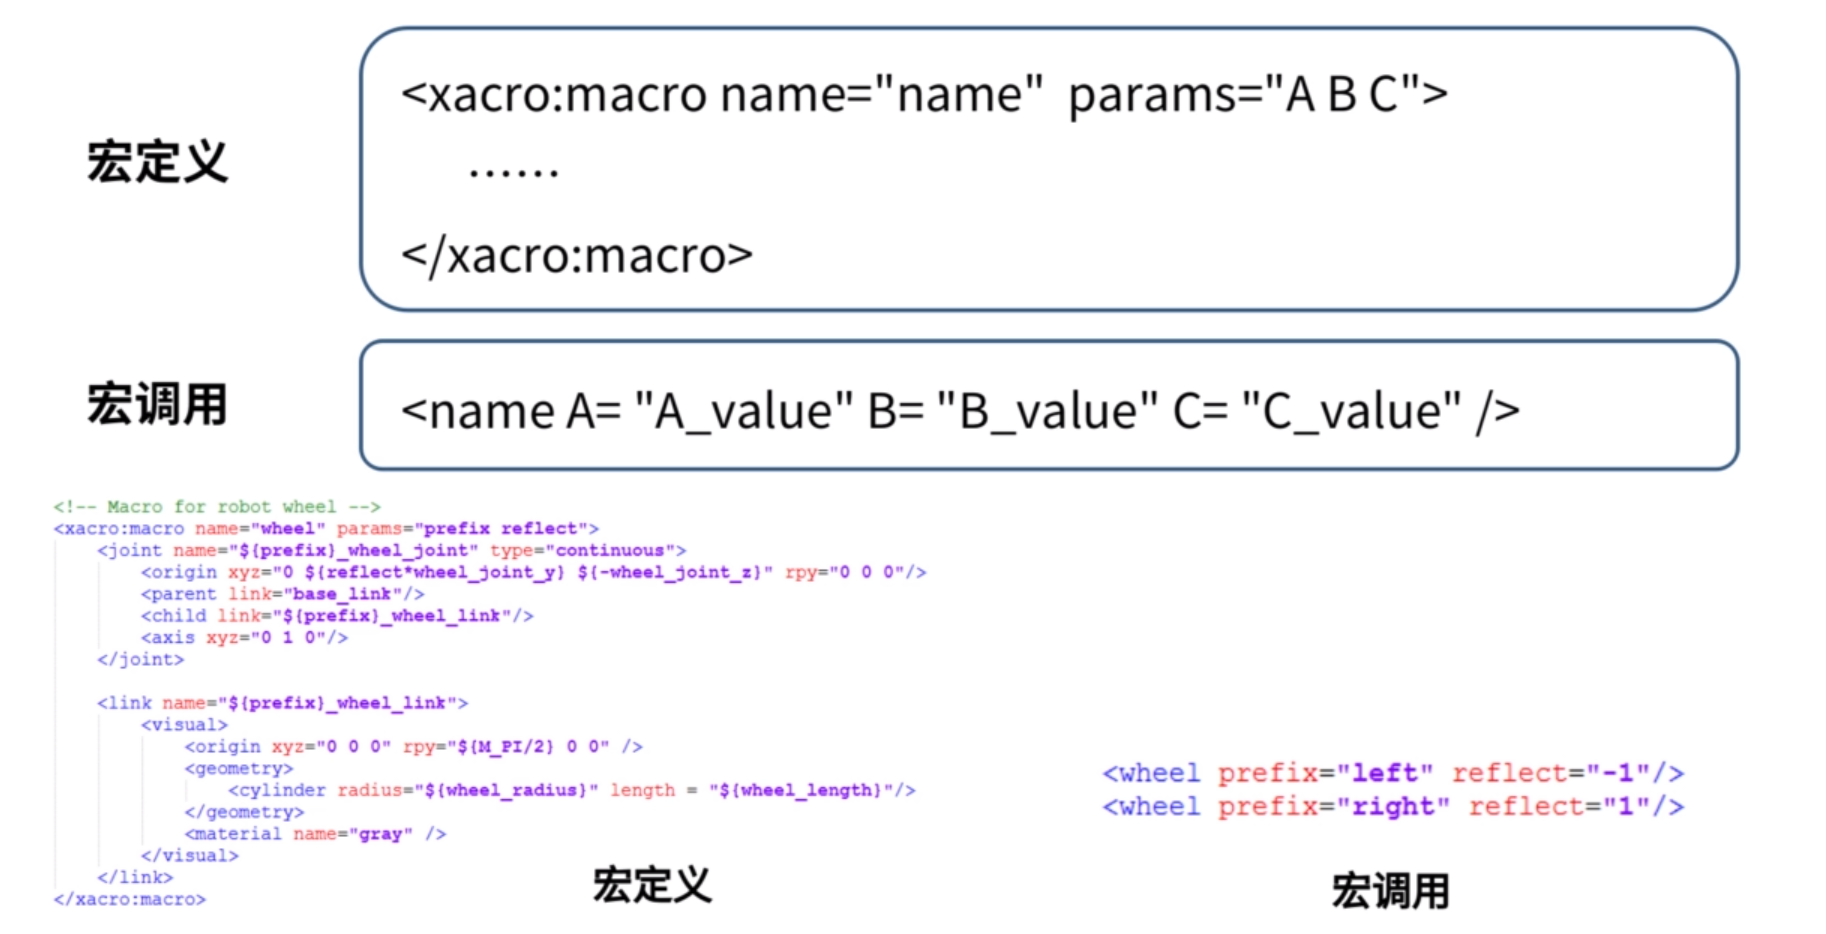 宏定义
<xacro:macro name="name" params="A B C">
......
</xacro:macro>
宏调用
<name A= "A_value" B= "B_value" C= "C_value" />
<!-- Macro for robot wheel -->
<xacro:macro name="wheel" params="prefix reflect">
<joint name="${prefix}_wheel_joint" type="continuous">
<origin xyz="0 ${reflect*wheel_joint_y} ${-wheel_joint_z}" rpy="0 0 0"/>
<parent link="base_link"/>
<child link="${prefix}_wheel_link"/>
<axis xyz="0 1 0"/>
</joint>
<link name="${prefix}_wheel_link">
<visual>
<origin xyz="0 0 0" rpy="${M_PI/2} 0 0" />
<geometry>
<cylinder radius="${wheel_radius}" length = "${wheel_length}"/>
</geometry>
<material name="gray" />
</visual>
</link>
</xacro:macro>
宏定义
<wheel prefix="left" reflect="-1"/>
<wheel prefix="right" reflect="1"/>
宏调用